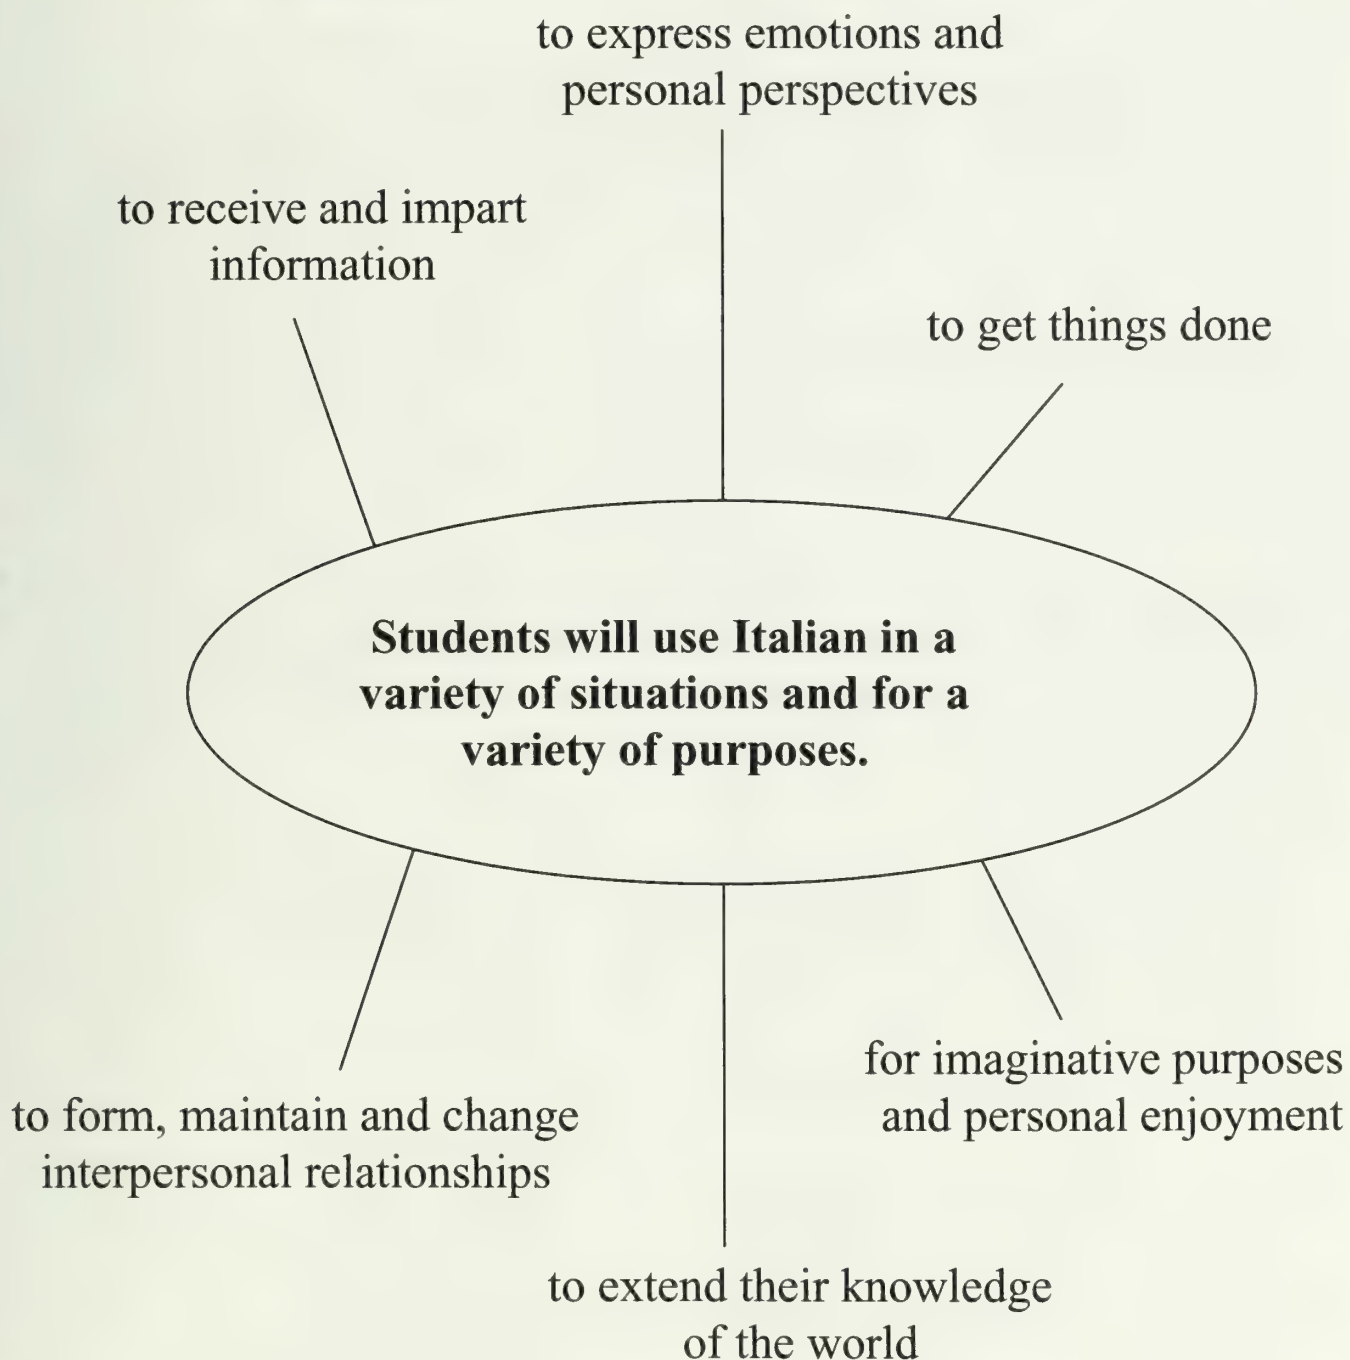 to express emotions and
personal perspectives
to receive and impart
information
to get things done
Students will use Italian in a
variety of situations and for a
variety of purposes.
for imaginative purposes
and personal enjoyment
to form, maintain and change
interpersonal relationships
to extend their knowledge
of the world